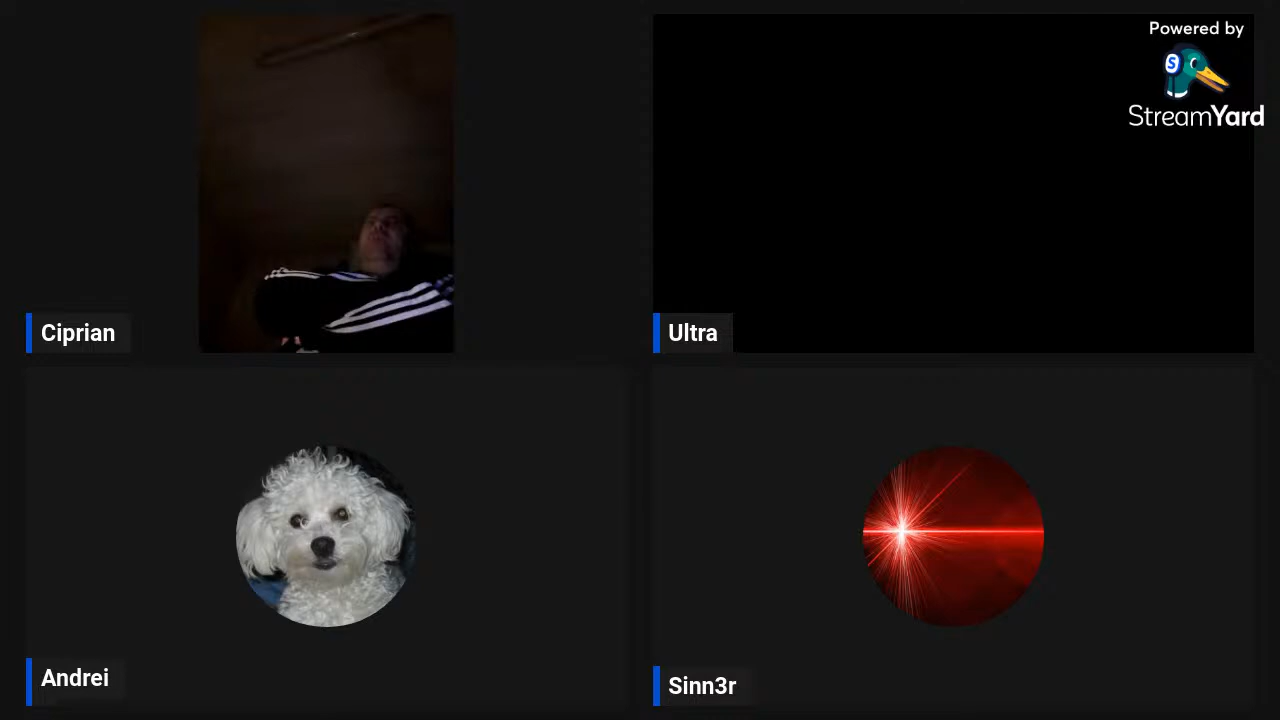 Powered by
S
StreamYard
Ciprian
Ultra
Andrei
Sinn3r